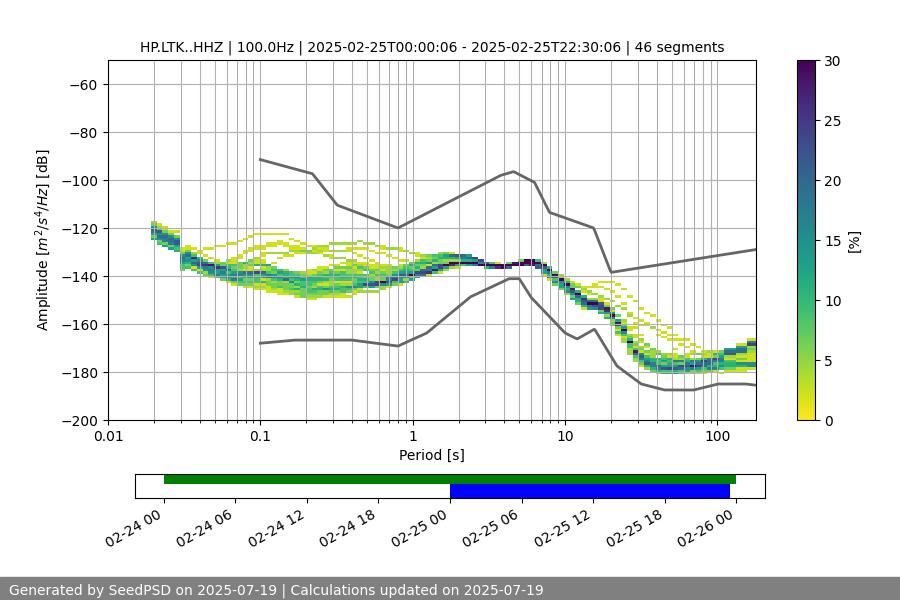 HP.LTK..HHZ | 100.0Hz | 2025-02-25T00:00:06 - 2025-02-25T22:30:06 | 46 segments
Amplitude [m²/s⁴/Hz] [dB]
−60
−80
−100
−120
−140
−160
−180
−200
0.01 0.1 1 10 100
Period [s]
30
25
20
15
10
5
0
[%]
02-24 00 02-24 06 02-24 12 02-24 18 02-25 00 02-25 06 02-25 12 02-25 18 02-26 00
Generated by SeedPSD on 2025-07-19 | Calculations updated on 2025-07-19